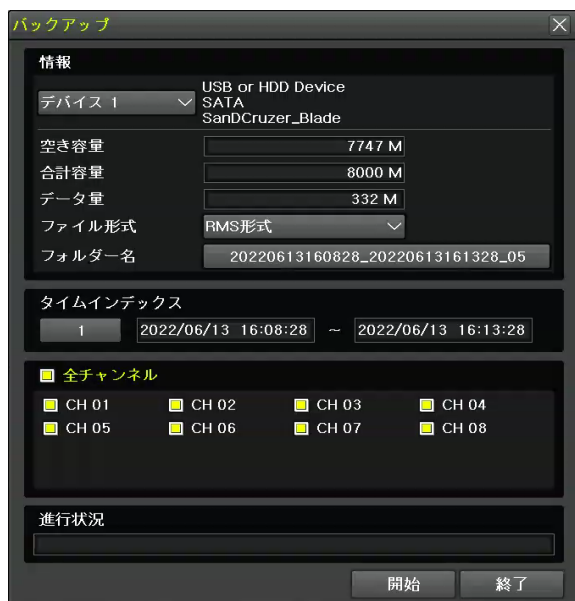 バックアップ
情報
デバイス 1
USB or HDD Device
SATA
SanDCruzer_Blade
空き容量 7747 M
合計容量 8000 M
データ量 332 M
ファイル形式 RMS形式
フォルダー名 20220613160828_20220613161328_05
タイムインデックス
1 2022/06/13 16:08:28 ~ 2022/06/13 16:13:28
全チャンネル
CH 01 CH 02 CH 03 CH 04
CH 05 CH 06 CH 07 CH 08
進行状況
開始 終了